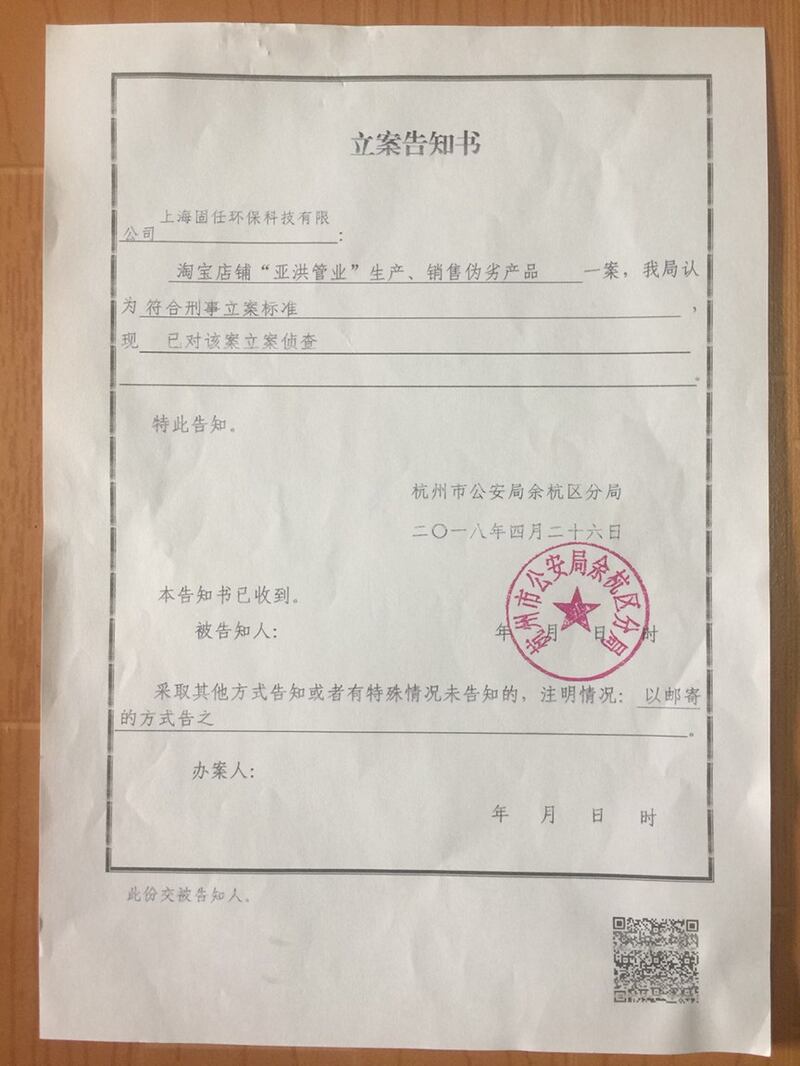 立案告知书
上海固任环保科技有限
公司：
淘宝店铺“亚洪管业”生产、销售伪劣产品 一案，我局认
为 符合刑事立案标准 ，
现 已对该案立案侦查
。
特此告知。
杭州市公安局余杭区分局
二〇一八年四月二十六日
杭州市公安局余杭区分局
本告知书已收到。
被告知人： 年 月 日 时
采取其他方式告知或者有特殊情况未告知的，注明情况：以邮寄
的方式告之 。
办案人：
年 月 日 时
此份交被告知人。